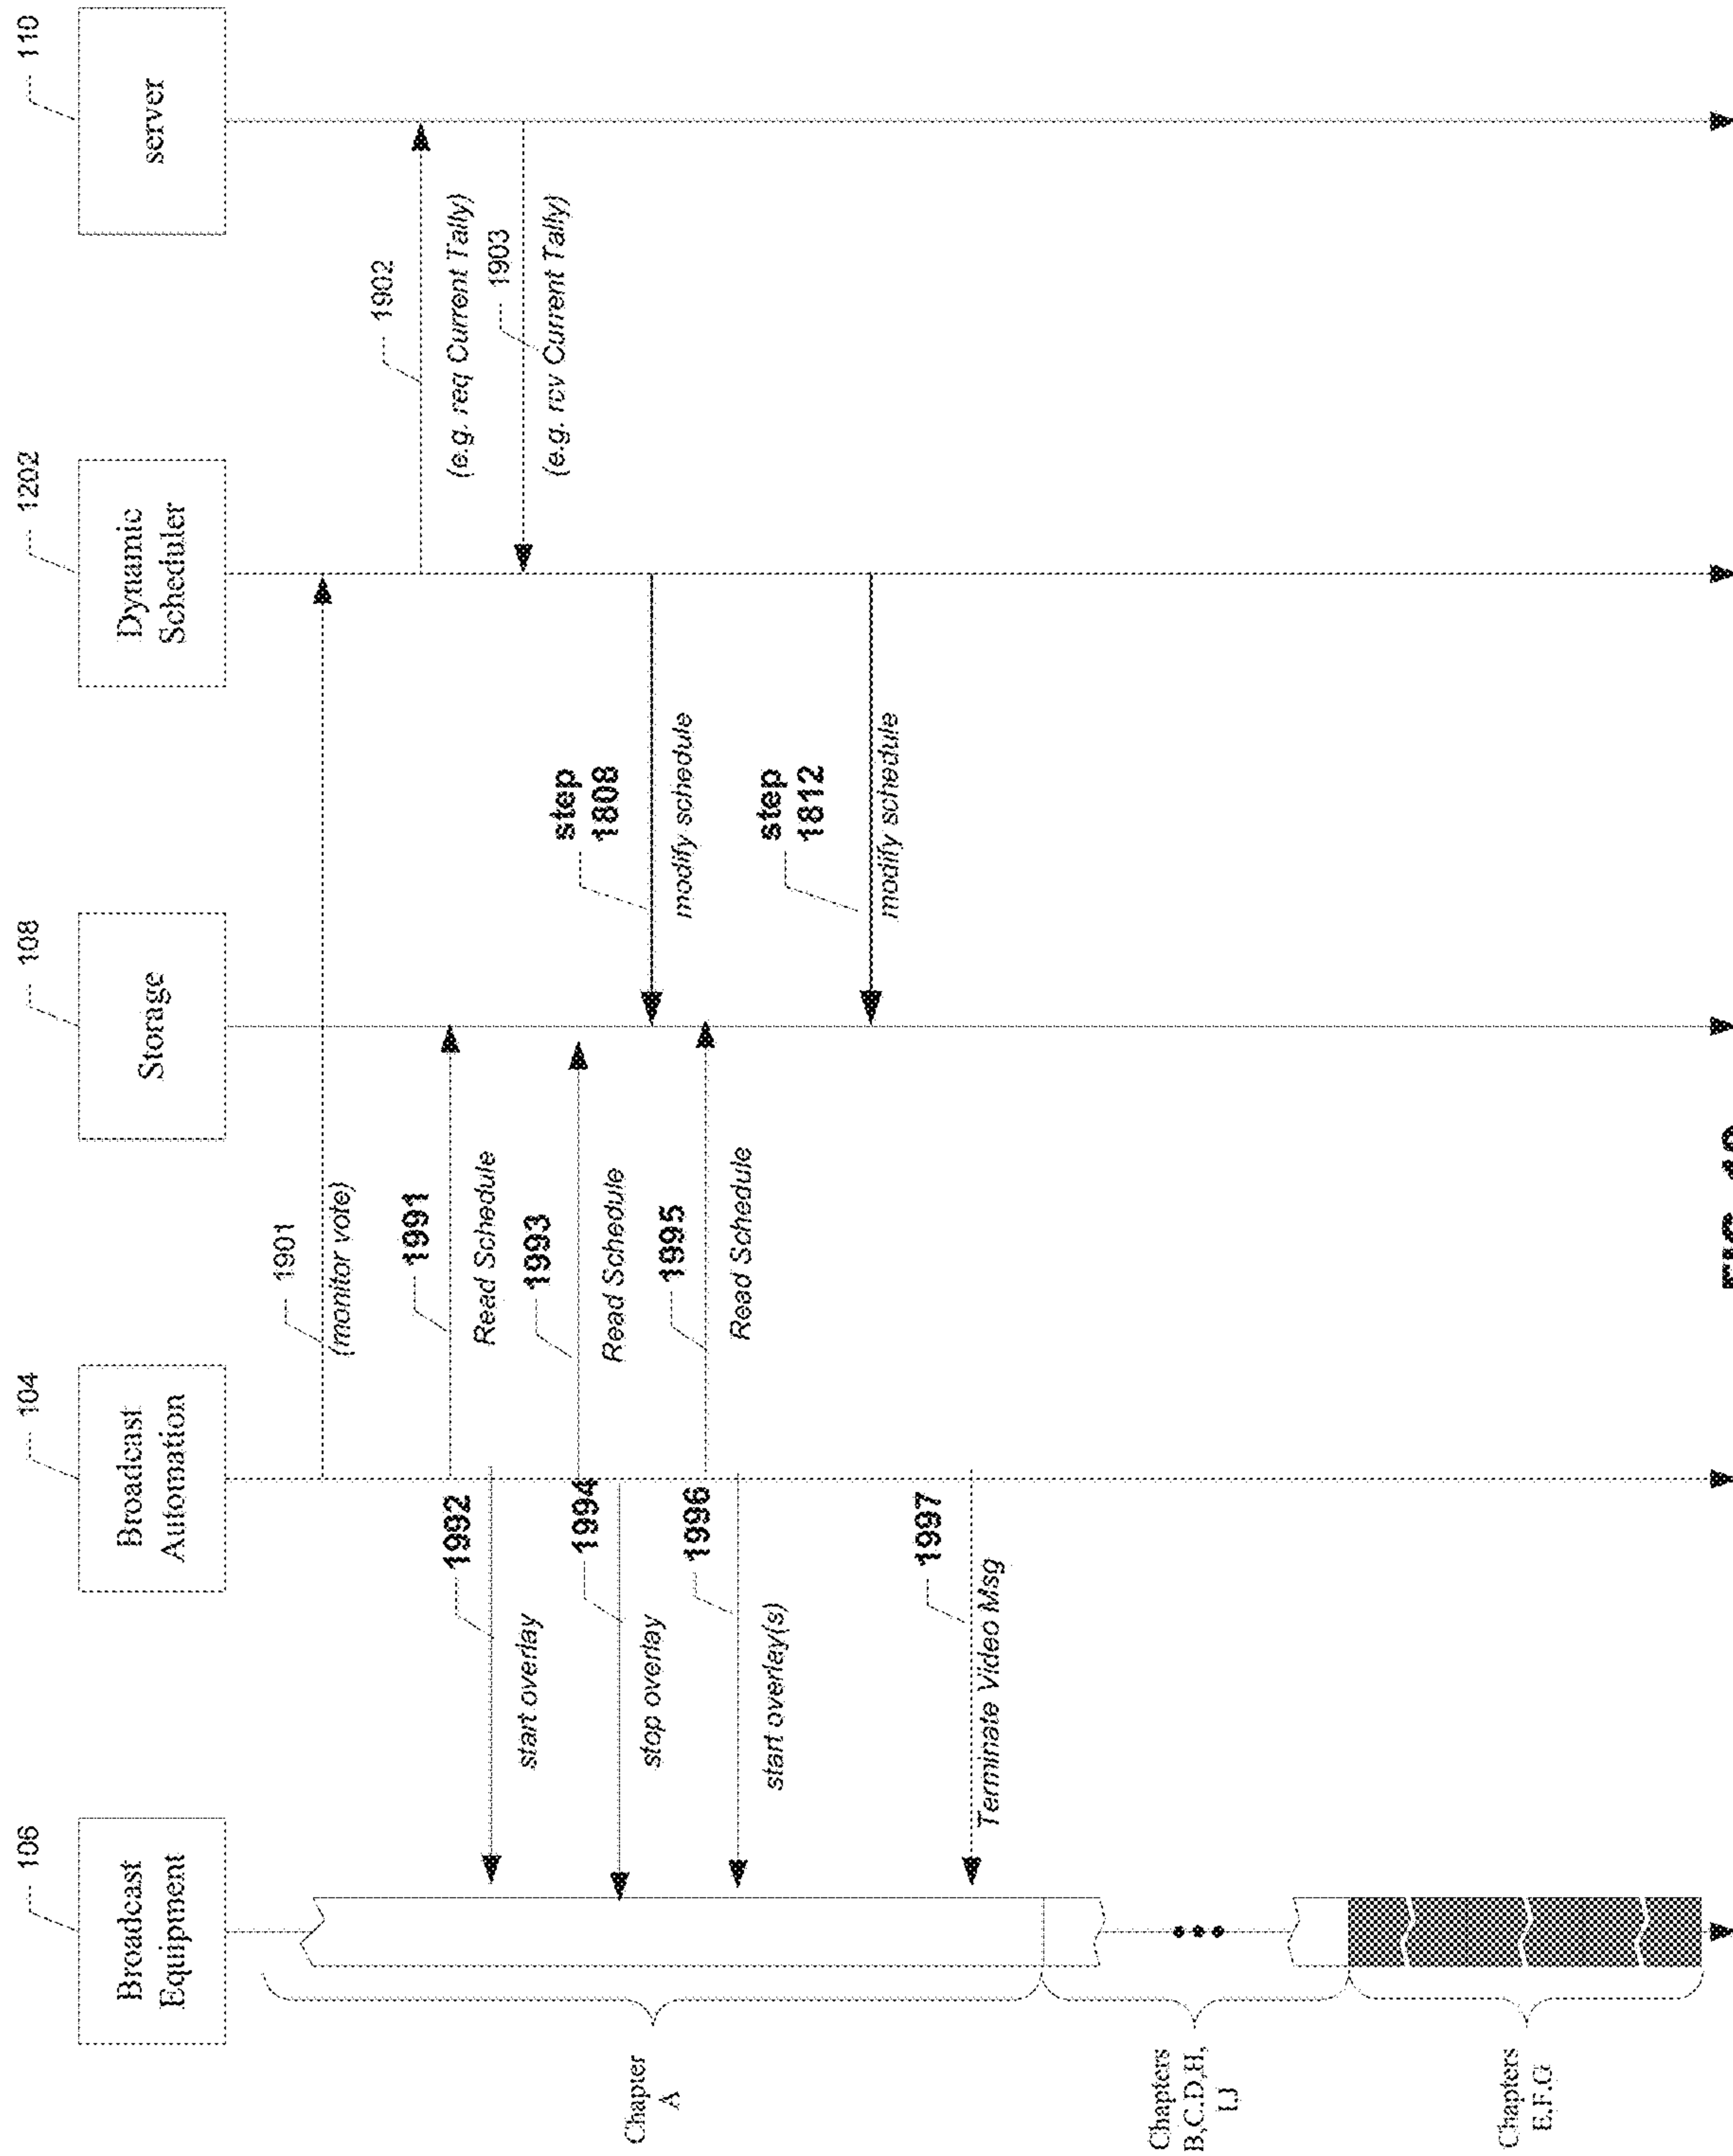 106
Broadcast
Equipment
104
Broadcast
Automation
108
Storage
1202
Dynamic
Scheduler
110
server
1901
(monitor vote)
1902
(e.g. req Current Tally)
1903
(e.g. rcv Current Tally)
1991
Read Schedule
1992
start overlay
1993
Read Schedule
1994
stop overlay
step
1808
modify schedule
1995
Read Schedule
1996
start overlay(s)
step
1812
modify schedule
1997
Terminate Video Msg
Chapter
A
Chapters
B,C,D,H,
I,J
Chapters
E,F,G